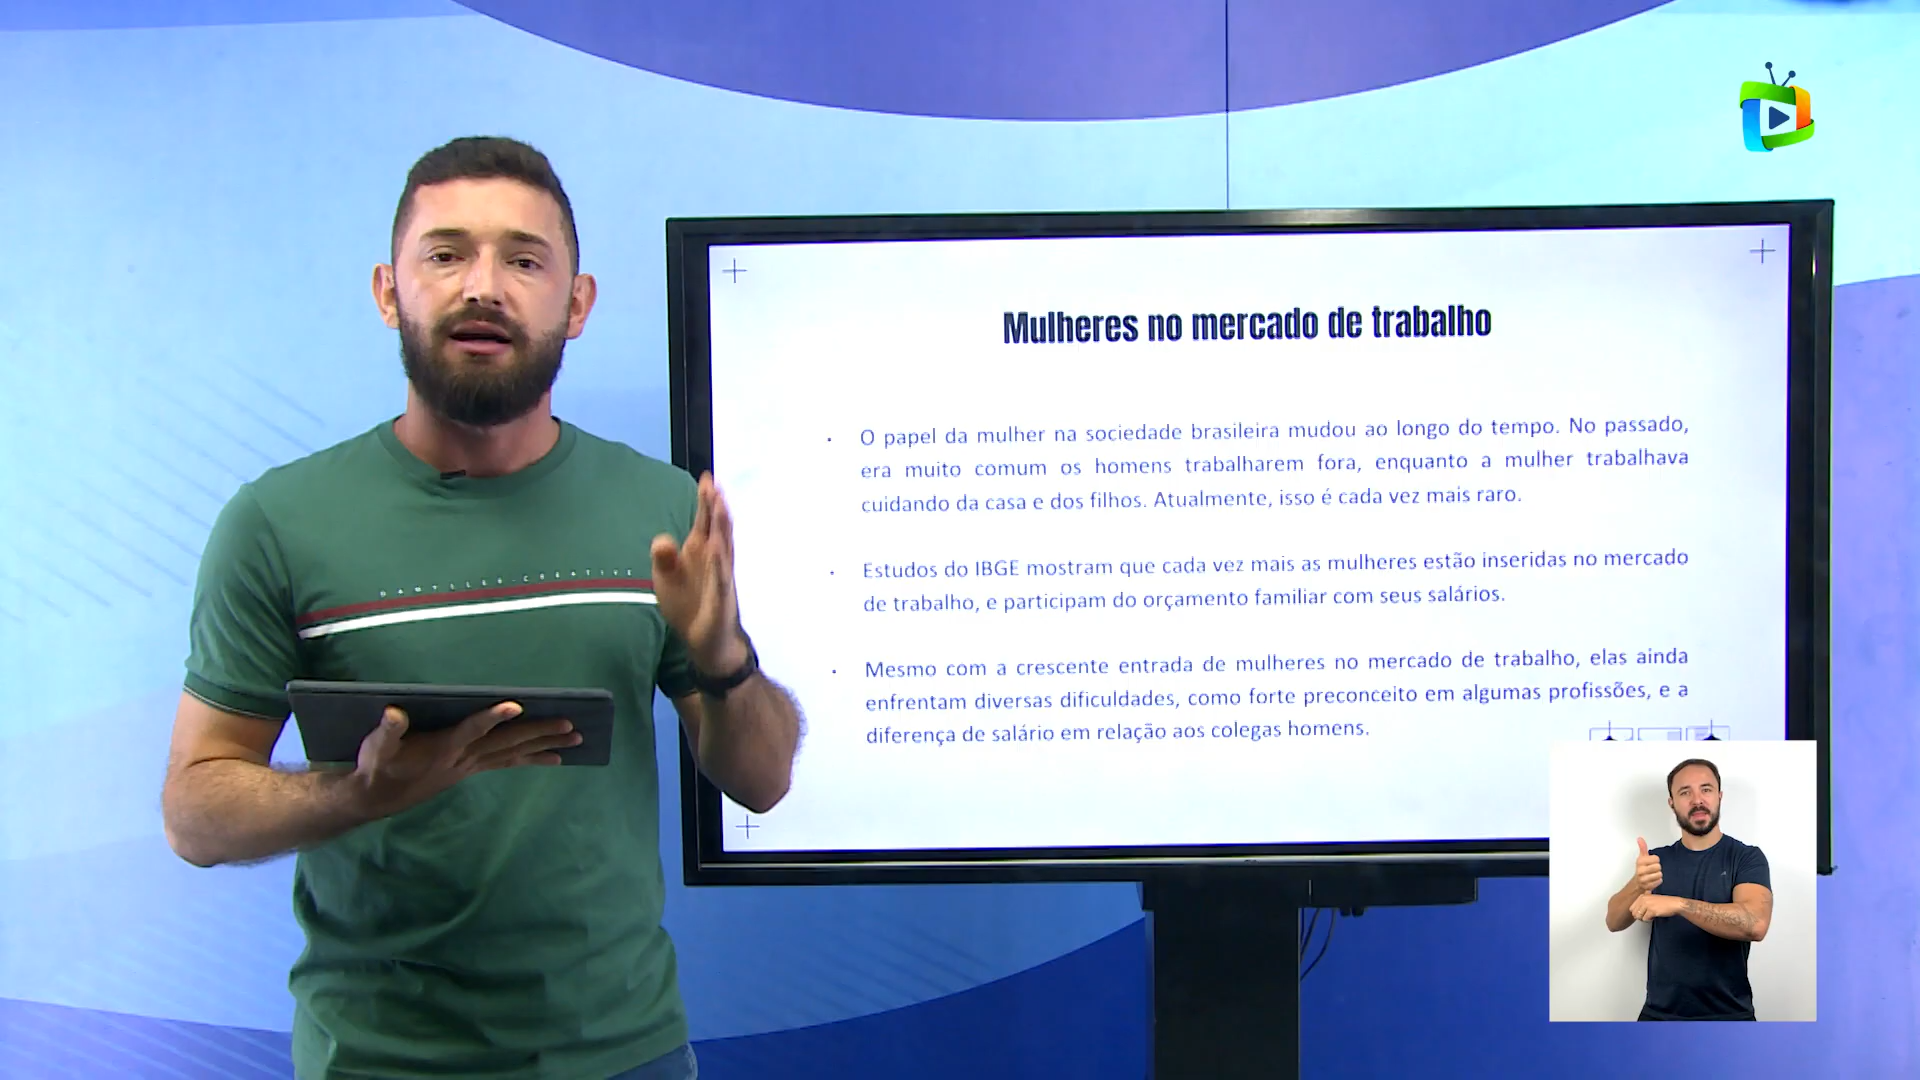 Mulheres no mercado de trabalho
O papel da mulher na sociedade brasileira mudou ao longo do tempo. No passado,
era muito comum os homens trabalharem fora, enquanto a mulher trabalhava
cuidando da casa e dos filhos. Atualmente, isso é cada vez mais raro.
Estudos do IBGE mostram que cada vez mais as mulheres estão inseridas no mercado
de trabalho, e participam do orçamento familiar com seus salários.
Mesmo com a crescente entrada de mulheres no mercado de trabalho, elas ainda
enfrentam diversas dificuldades, como forte preconceito em algumas profissões, e a
diferença de salário em relação aos colegas homens.